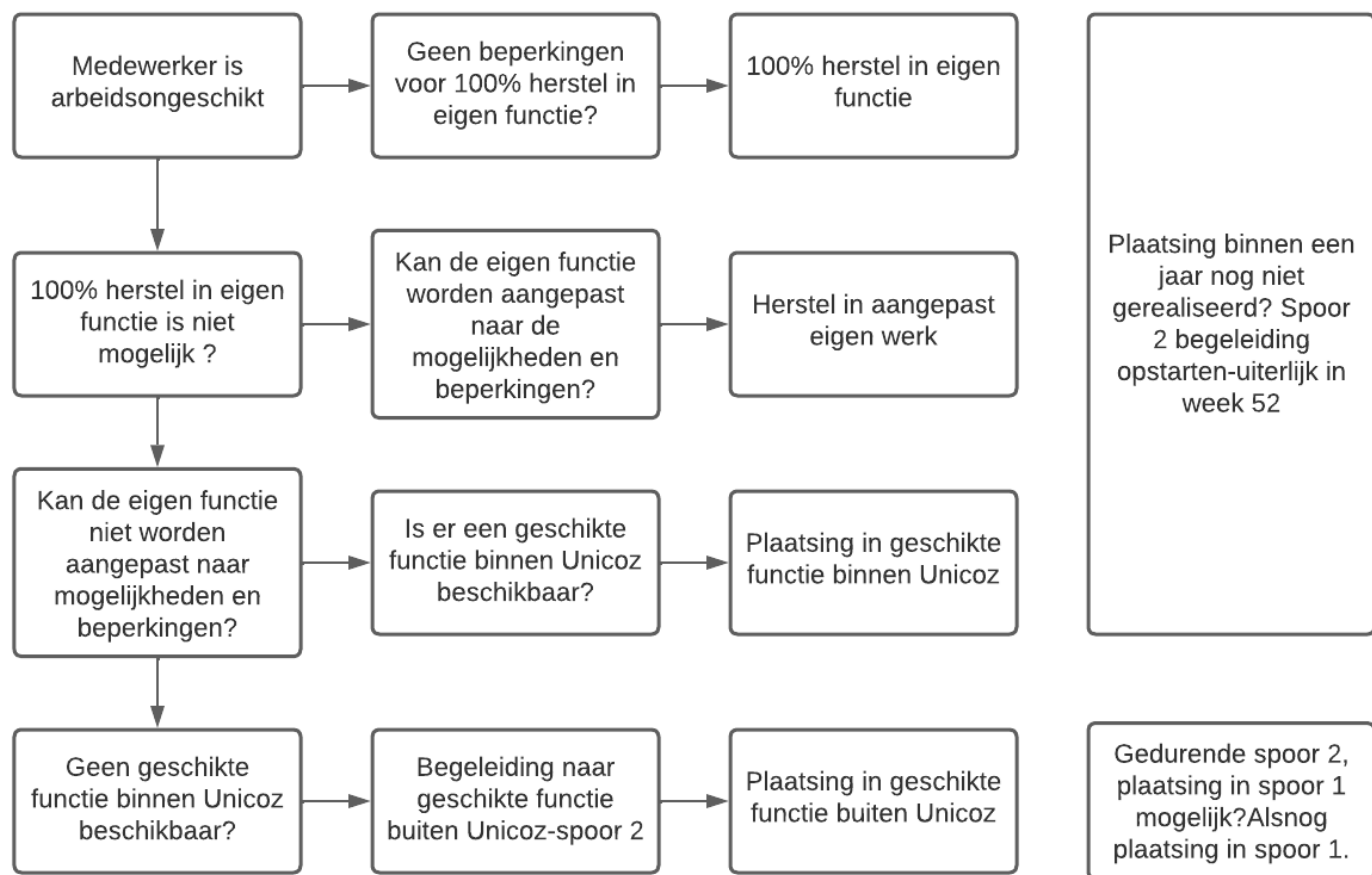 Medewerker is
arbeidsongeschikt
Geen beperkingen
voor 100% herstel in
eigen functie?
100% herstel in eigen
functie
100% herstel in eigen
functie is niet
mogelijk ?
Kan de eigen functie
worden aangepast
naar de
mogelijkheden en
beperkingen?
Herstel in aangepast
eigen werk
Plaatsing binnen een
jaar nog niet
gerealiseerd? Spoor
2 begeleiding
opstarten-uiterlijk in
week 52
Kan de eigen functie
niet worden
aangepast naar
mogelijkheden en
beperkingen?
Is er een geschikte
functie binnen Unicoz
beschikbaar?
Plaatsing in geschikte
functie binnen Unicoz
Geen geschikte
functie binnen Unicoz
beschikbaar?
Begeleiding naar
geschikte functie
buiten Unicoz-spoor 2
Plaatsing in geschikte
functie buiten Unicoz
Gedurende spoor 2,
plaatsing in spoor 1
mogelijk?Alsnog
plaatsing in spoor 1.